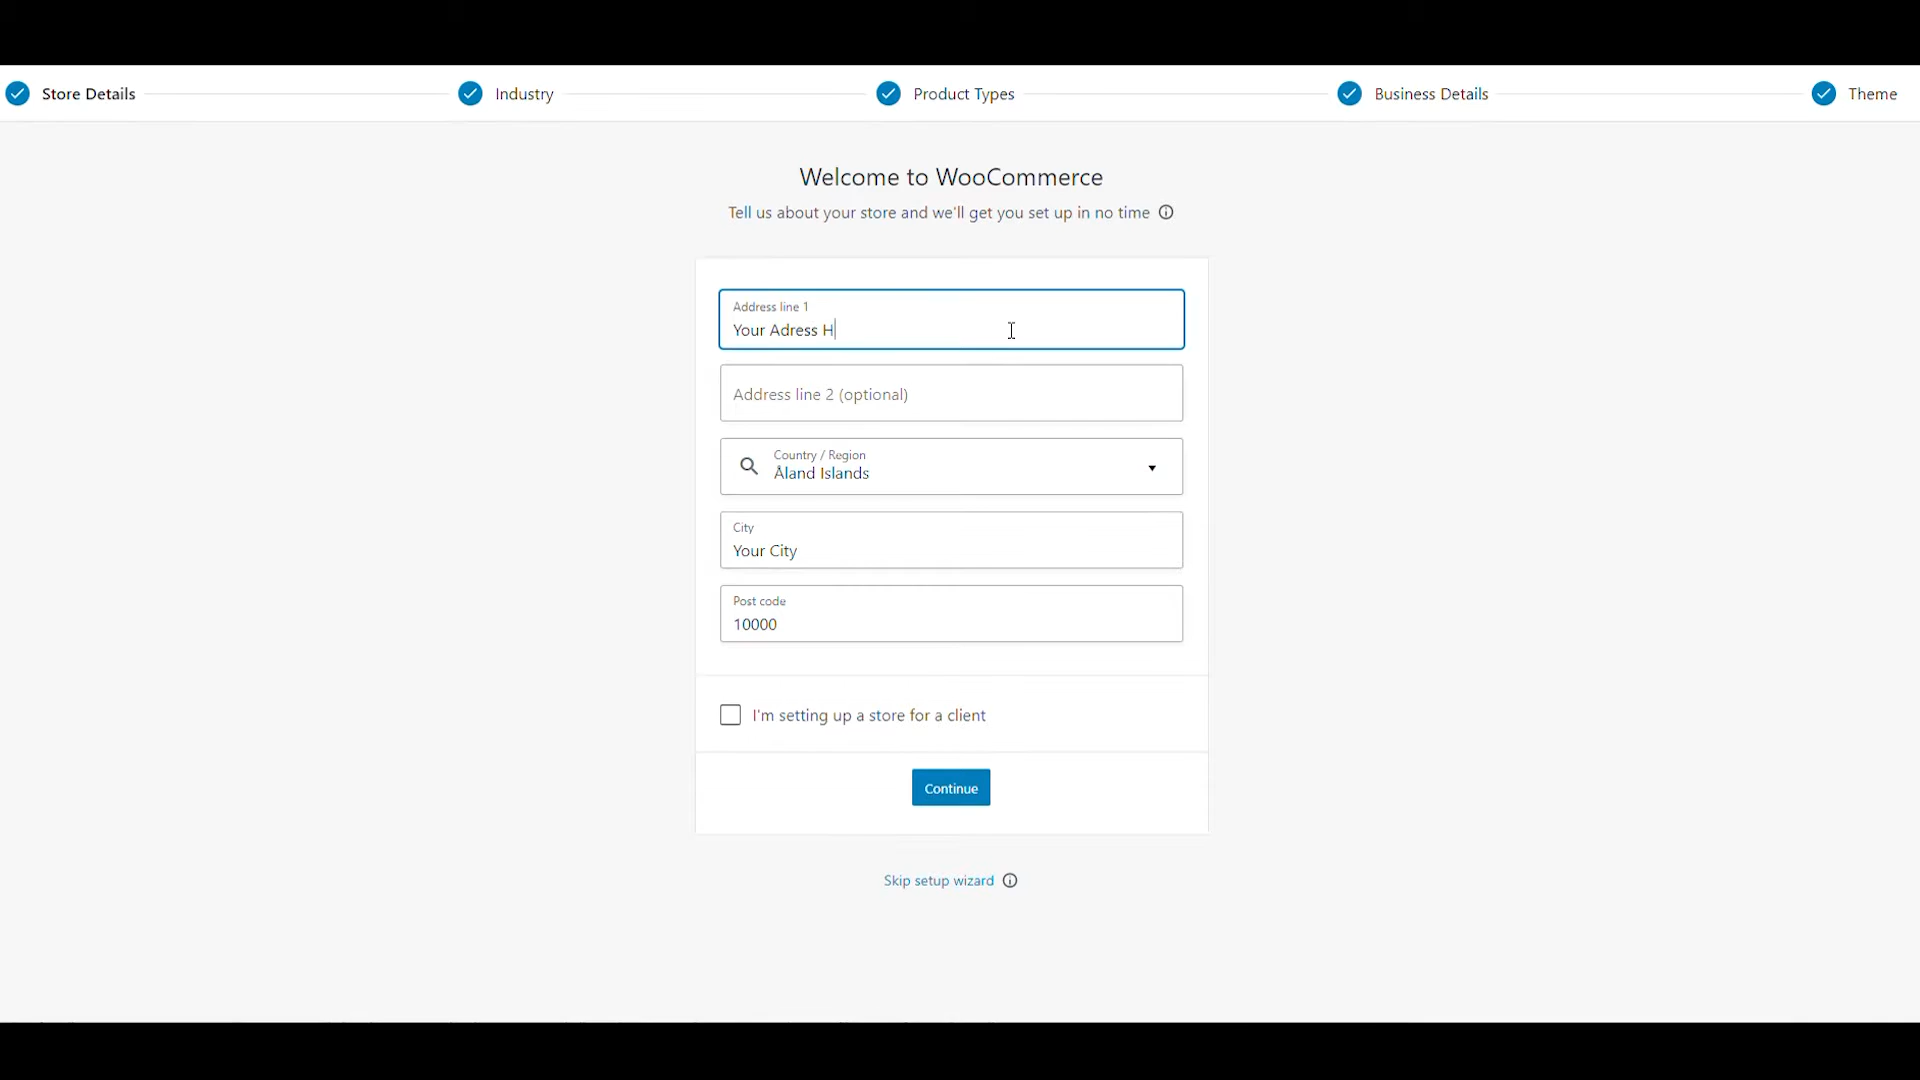 Store Details
Industry
Product Types
Business Details
Theme
Welcome to WooCommerce
Tell us about your store and we'll get you set up in no time
Address line 1
Your Adress H
Address line 2 (optional)
Country / Region
Åland Islands
City
Your City
Post code
10000
I'm setting up a store for a client
Continue
Skip setup wizard